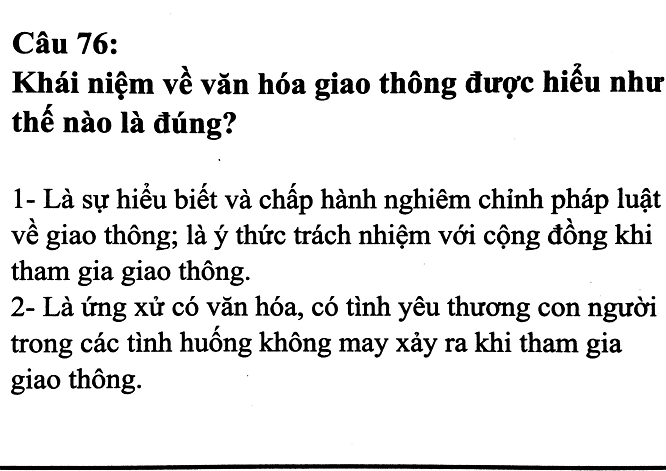 Câu 76:
Khái niệm về văn hóa giao thông được hiểu như
thế nào là đúng?
1- Là sự hiểu biết và chấp hành nghiêm chỉnh pháp luật
về giao thông; là ý thức trách nhiệm với cộng đồng khi
tham gia giao thông.
2- Là ứng xử có văn hóa, có tình yêu thương con người
trong các tình huống không may xảy ra khi tham gia
giao thông.